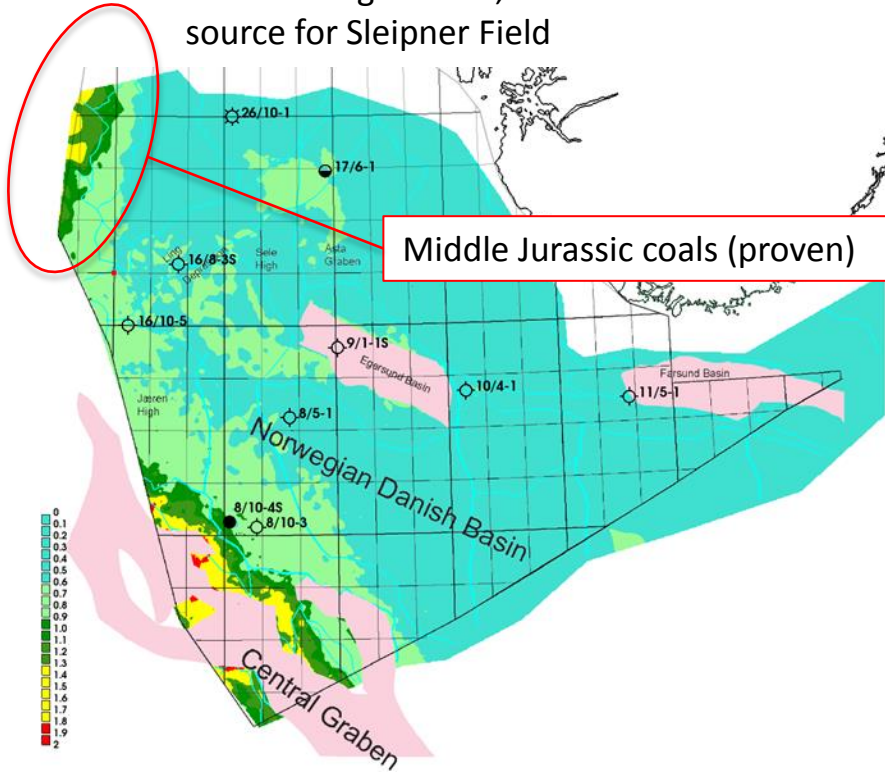 source for Sleipner Field
26/10-1
17/6-1
Middle Jurassic coals (proven)
Ling
16/8-3S
Sele
High
Åsta
Graben
16/10-5
9/1-1S
Egersund Basin
10/4-1
Farsund Basin
11/5-1
Jæren
High
8/5-1
Norwegian Danish Basin
8/10-4S
8/10-3
Central Graben
0
0.1
0.2
0.3
0.4
0.5
0.6
0.7
0.8
0.9
1.0
1.1
1.2
1.3
1.4
1.5
1.6
1.7
1.8
1.9
2